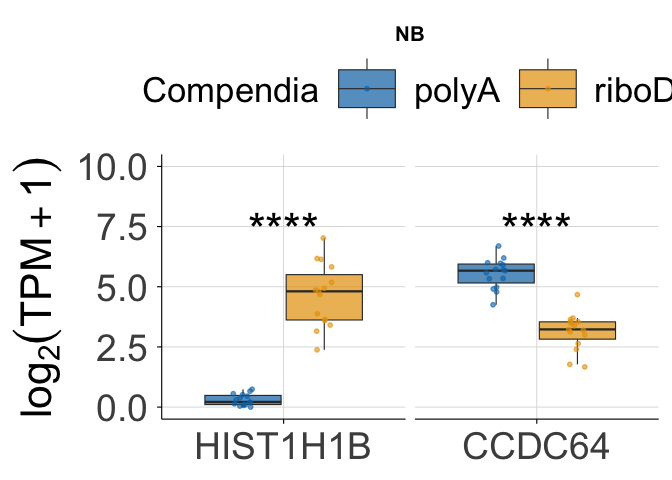 NB
Compendia polyA riboD
log₂(TPM + 1)
10.0
7.5
5.0
2.5
0.0
**** ****
HIST1H1B CCDC64